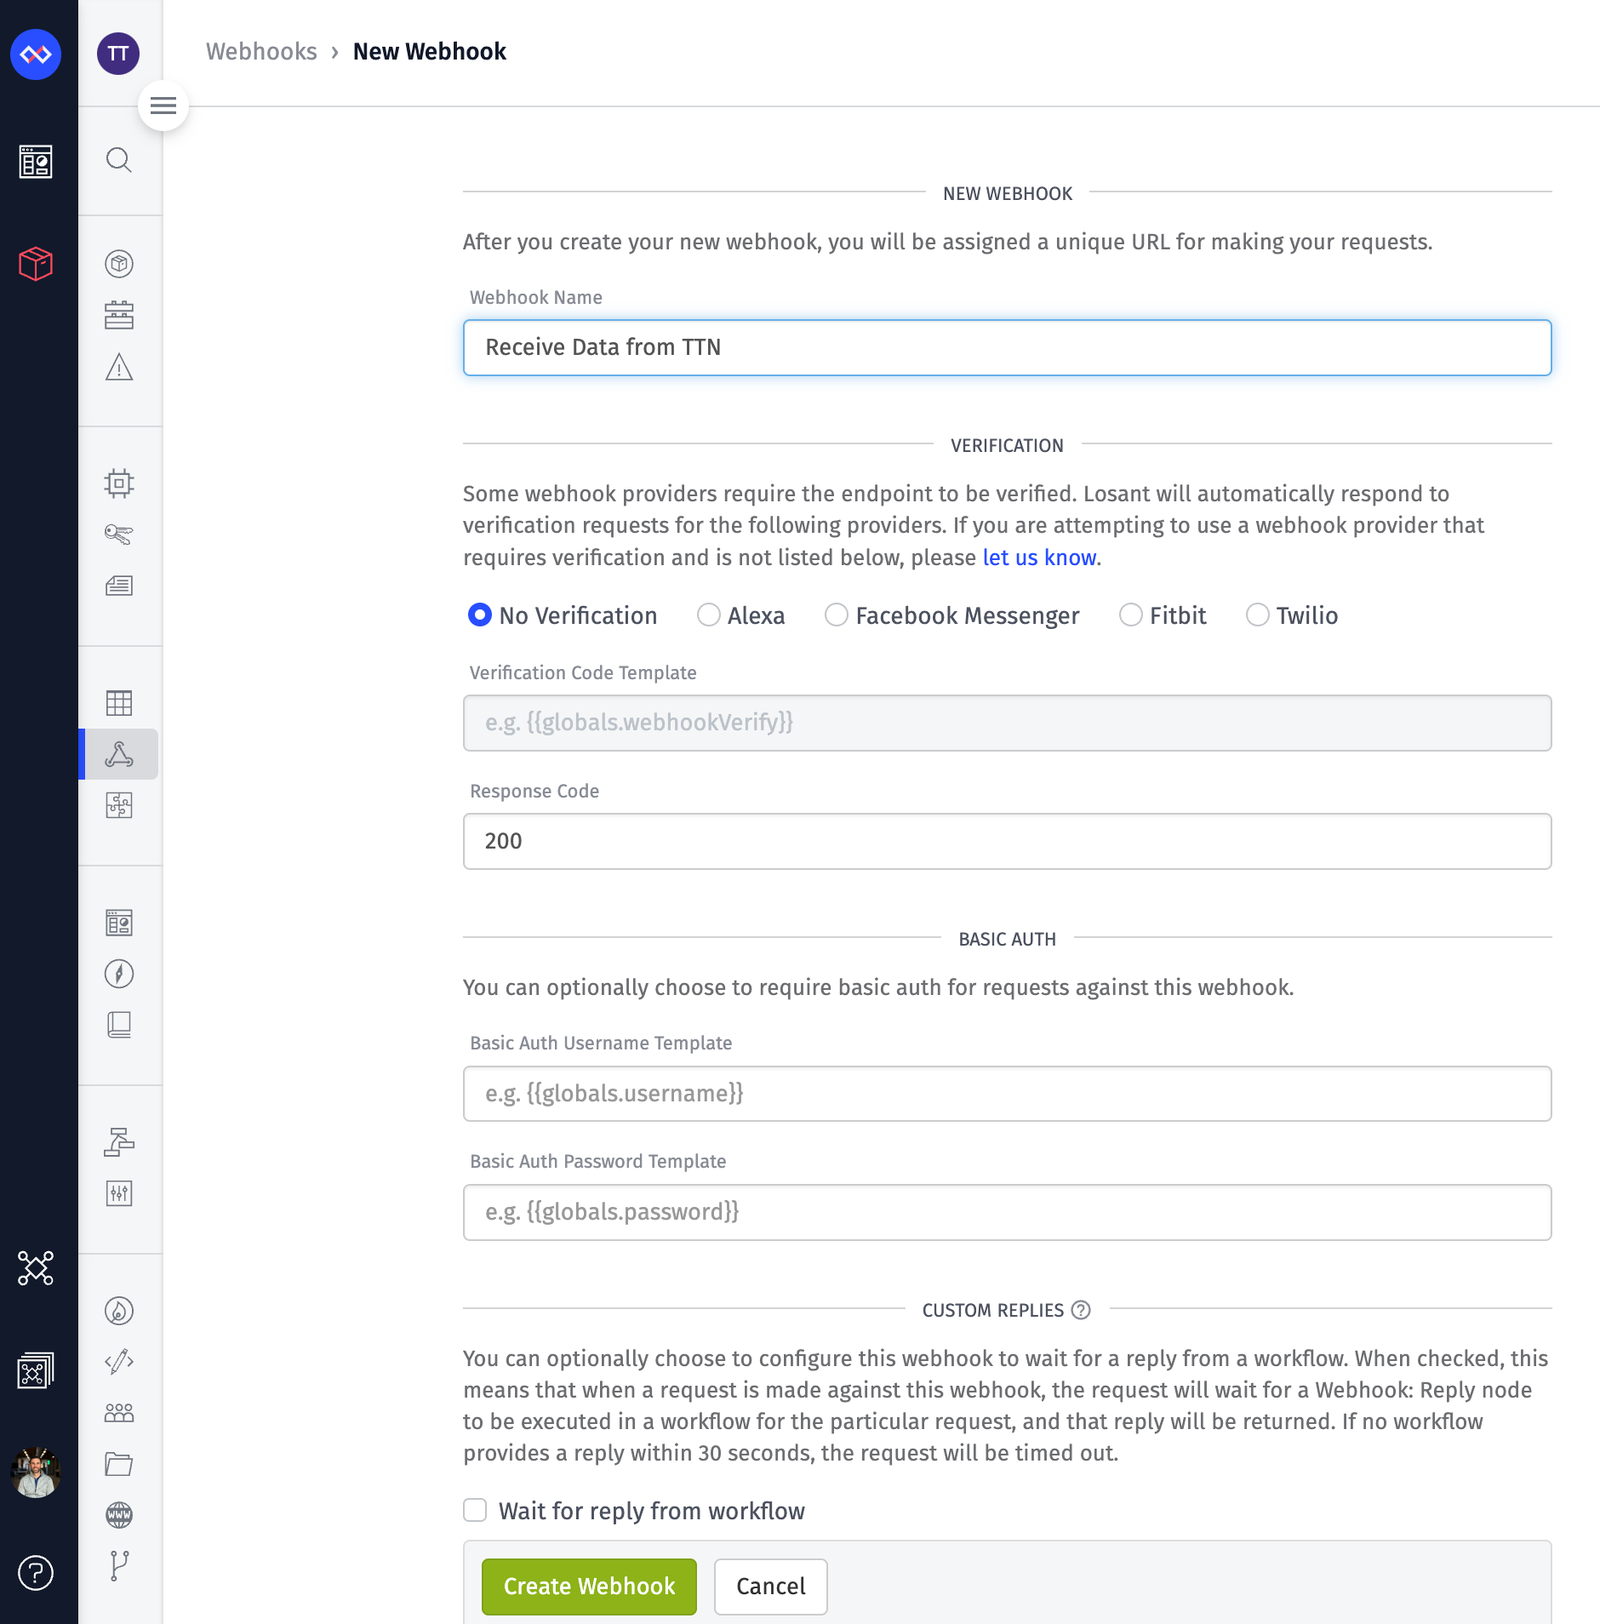 TT
Webhooks › New Webhook
NEW WEBHOOK
After you create your new webhook, you will be assigned a unique URL for making your requests.
Webhook Name
Receive Data from TTN
VERIFICATION
Some webhook providers require the endpoint to be verified. Losant will automatically respond to
verification requests for the following providers. If you are attempting to use a webhook provider that
requires verification and is not listed below, please let us know.
No Verification Alexa Facebook Messenger Fitbit Twilio
Verification Code Template
e.g. {{globals.webhookVerify}}
Response Code
200
BASIC AUTH
You can optionally choose to require basic auth for requests against this webhook.
Basic Auth Username Template
e.g. {{globals.username}}
Basic Auth Password Template
e.g. {{globals.password}}
CUSTOM REPLIES ?
You can optionally choose to configure this webhook to wait for a reply from a workflow. When checked, this
means that when a request is made against this webhook, the request will wait for a Webhook: Reply node
to be executed in a workflow for the particular request, and that reply will be returned. If no workflow
provides a reply within 30 seconds, the request will be timed out.
Wait for reply from workflow
WWW
?
Create Webhook Cancel